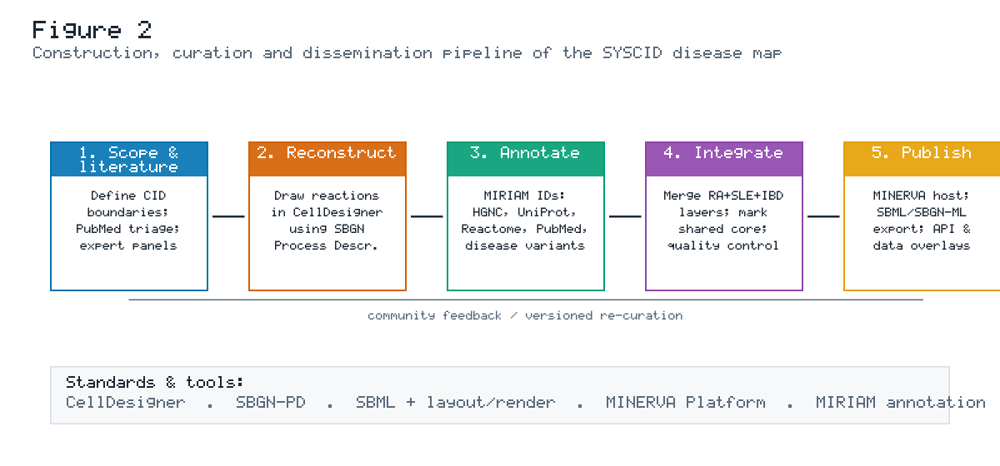 Figure 2
Construction, curation and dissemination pipeline of the SYSCID disease map
1. Scope &
literature
Define CID
boundaries;
PubMed triage;
expert panels
2. Reconstruct
Draw reactions
in CellDesigner
using SBGN
Process Descr.
3. Annotate
MIRIAM IDs:
HGNC, UniProt,
Reactome, PubMed,
disease variants
4. Integrate
Merge RA+SLE+IBD
layers; mark
shared core;
quality control
5. Publish
MINERVA host;
SBML/SBGN-ML
export; API &
data overlays
community feedback / versioned re-curation
Standards & tools:
CellDesigner . SBGN-PD . SBML + layout/render . MINERVA Platform . MIRIAM annotation